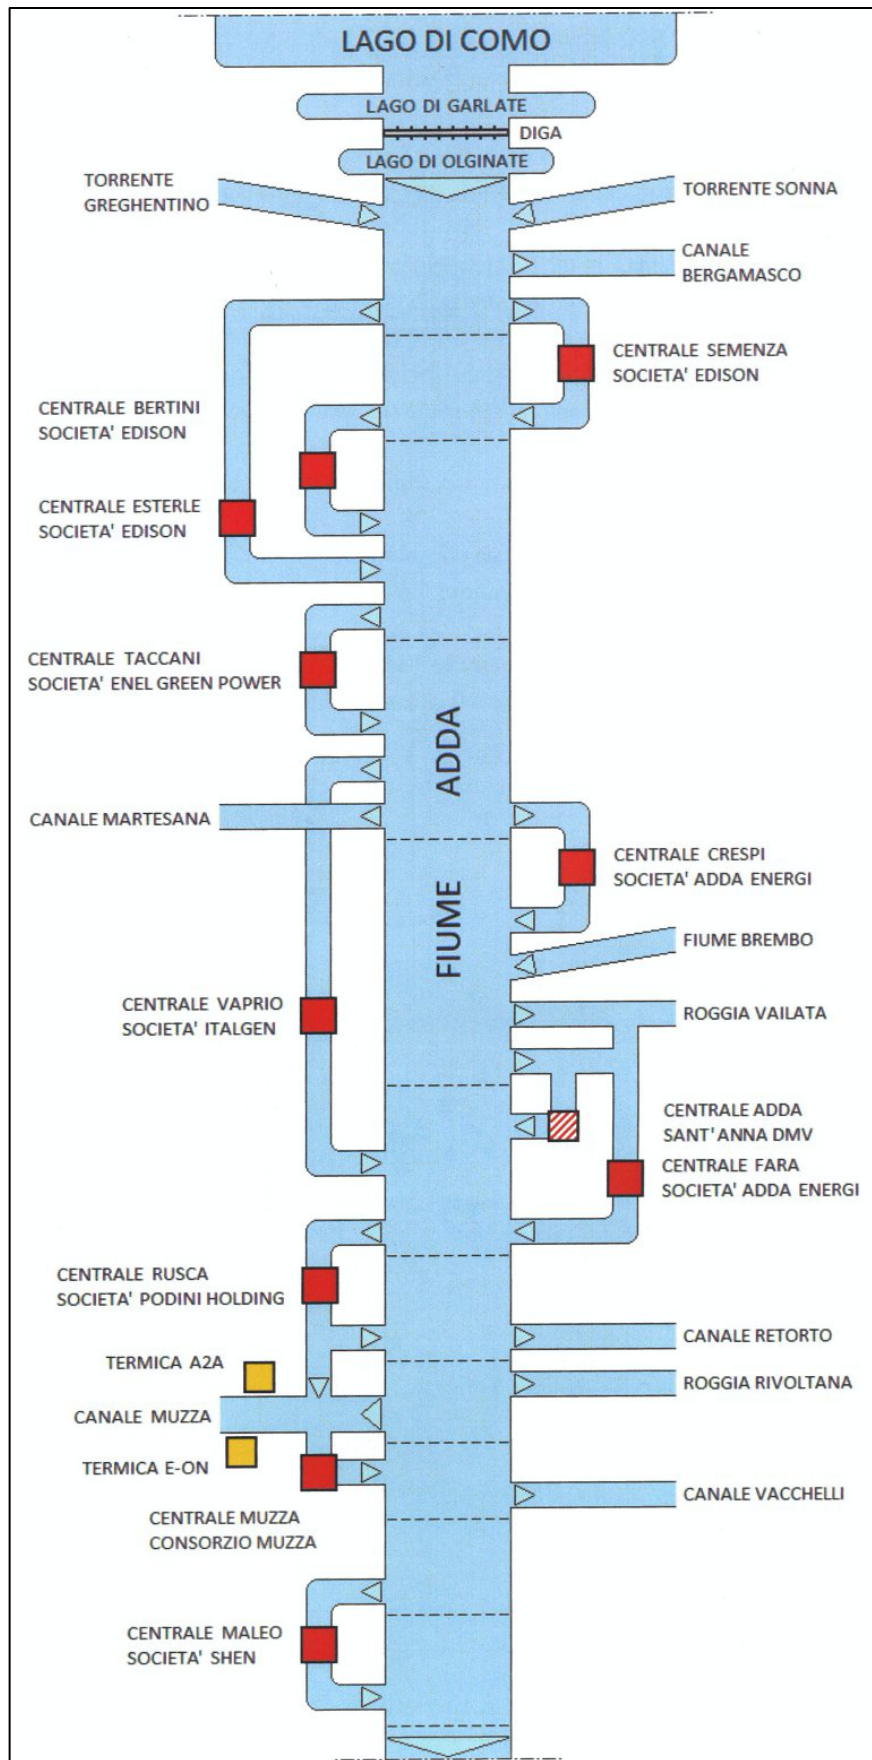 LAGO DI COMO
LAGO DI GARLATE
DIGA
LAGO DI OLGINATE
TORRENTE
GREGHENTINO
TORRENTE SONNA
CANALE
BERGAMASCO
CENTRALE SEMENZA
SOCIETA' EDISON
CENTRALE BERTINI
SOCIETA' EDISON
CENTRALE ESTERLE
SOCIETA' EDISON
CENTRALE TACCANI
SOCIETA' ENEL GREEN POWER
FIUME ADDA
CANALE MARTESANA
CENTRALE CRESPI
SOCIETA' ADDA ENERGI
FIUME BREMBO
CENTRALE VAPRIO
SOCIETA' ITALGEN
ROGGIA VAILATA
CENTRALE ADDA
SANT'ANNA DMV
CENTRALE FARA
SOCIETA' ADDA ENERGI
CENTRALE RUSCA
SOCIETA' PODINI HOLDING
CANALE RETORTO
TERMICA A2A
ROGGIA RIVOLTANA
CANALE MUZZA
TERMICA E-ON
CANALE VACCHELLI
CENTRALE MUZZA
CONSORZIO MUZZA
CENTRALE MALEO
SOCIETA' SHEN